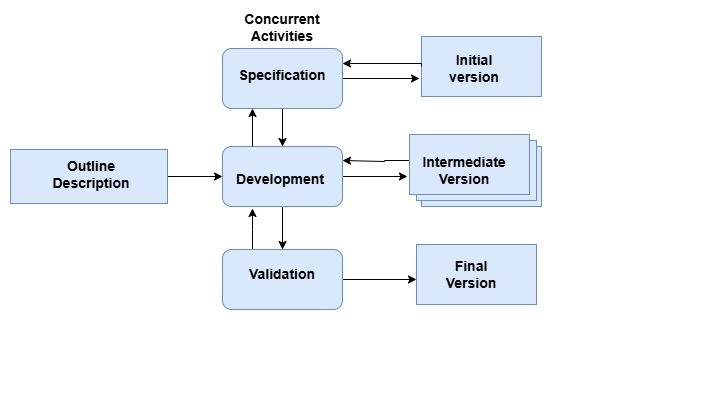 Concurrent
Activities
Specification
Initial
version
Outline
Description
Development
Intermediate
Version
Validation
Final
Version